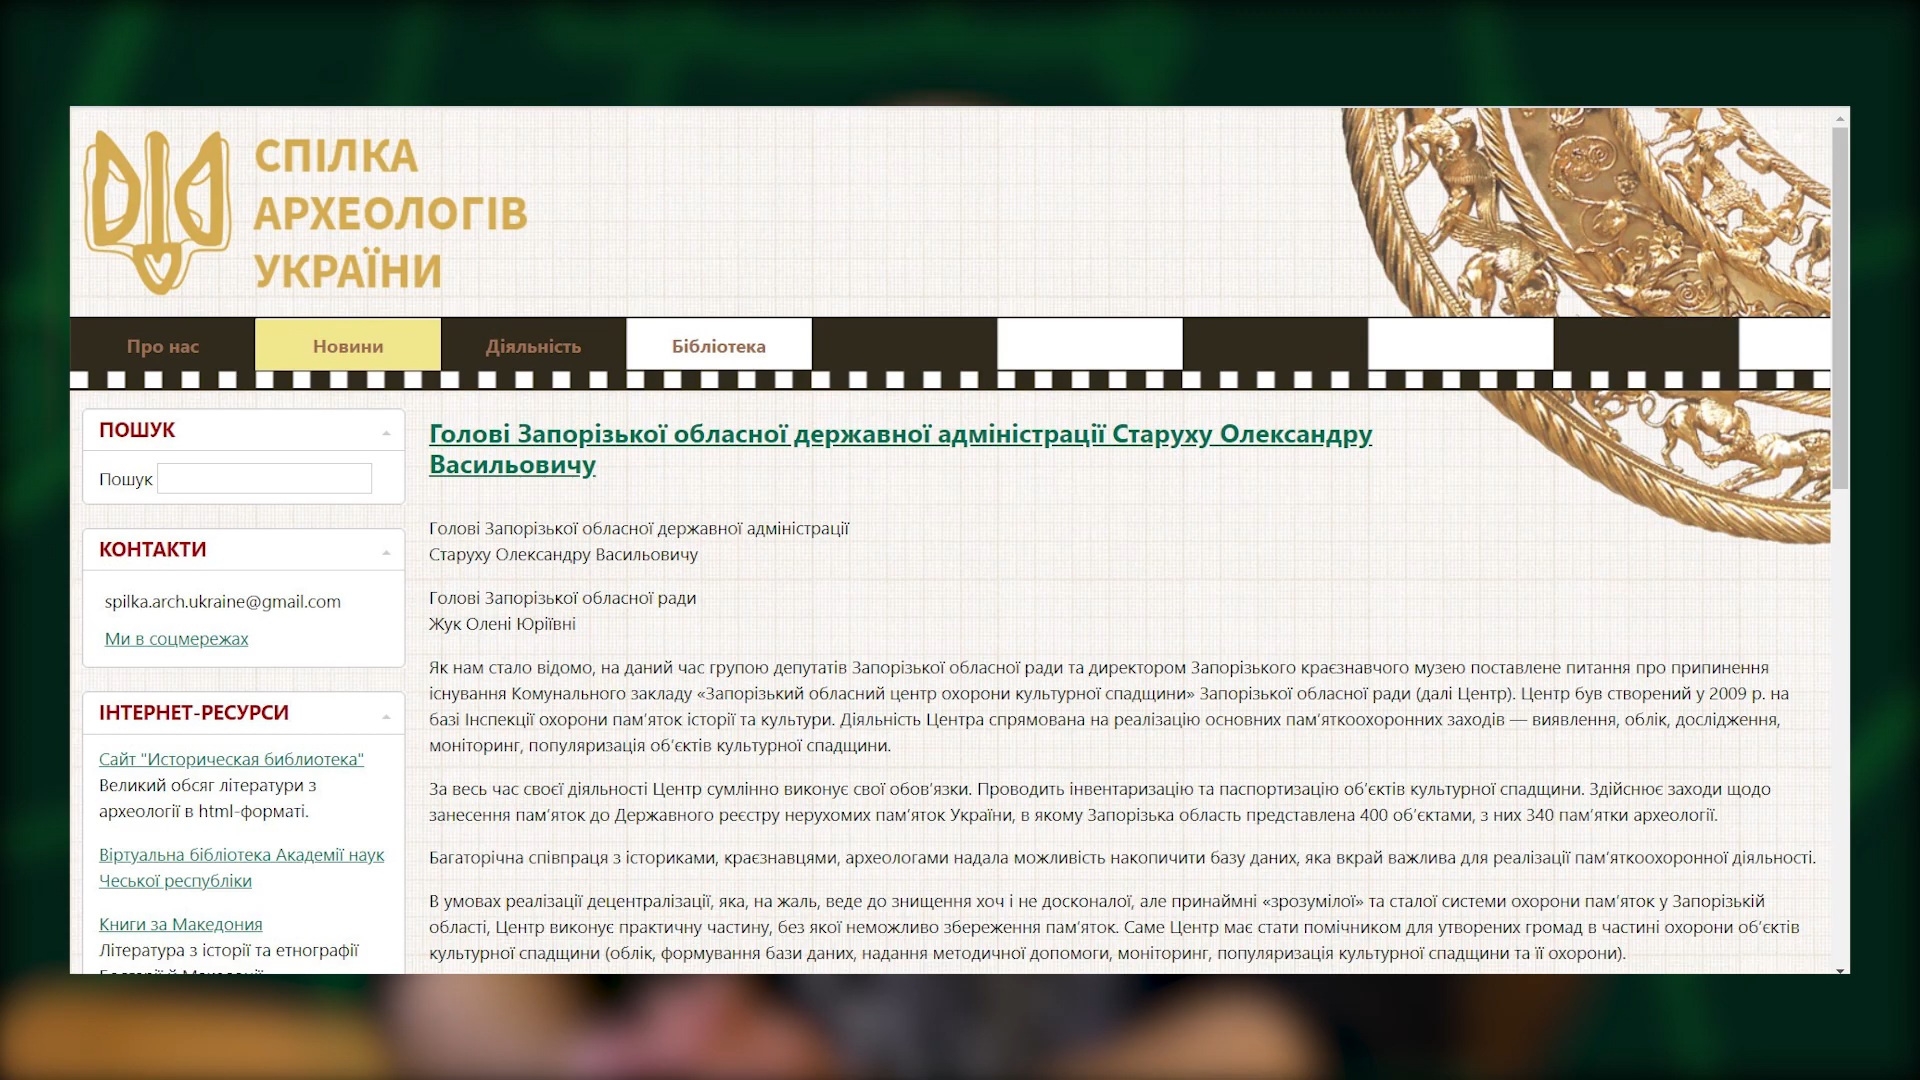 СПІЛКА
АРХЕОЛОГІВ
УКРАЇНИ
Про нас
Новини
Діяльність
Бібліотека
ПОШУК
Пошук
КОНТАКТИ
spilka.arch.ukraine@gmail.com
Ми в соцмережах
ІНТЕРНЕТ-РЕСУРСИ
Сайт "Историческая библиотека"
Великий обсяг літератури з
археології в html-форматі.
Віртуальна бібліотека Академії наук
Чеської республіки
Книги за Македония
Література з історії та етнографії
Болгарії й Македонії
Голові Запорізької обласної державної адміністрації Старуху Олександру
Васильовичу
Голові Запорізької обласної державної адміністрації
Старуху Олександру Васильовичу
Голові Запорізької обласної ради
Жук Олені Юріївні
Як нам стало відомо, на даний час групою депутатів Запорізької обласної ради та директором Запорізького краєзнавчого музею поставлене питання про припинення
існування Комунального закладу «Запорізький обласний центр охорони культурної спадщини» Запорізької обласної ради (далі Центр). Центр був створений у 2009 р. на
базі Інспекції охорони пам’яток історії та культури. Діяльність Центра спрямована на реалізацію основних пам’яткоохоронних заходів — виявлення, облік, дослідження,
моніторинг, популяризація об’єктів культурної спадщини.
За весь час своєї діяльності Центр сумлінно виконує свої обов’язки. Проводить інвентаризацію та паспортизацію об’єктів культурної спадщини. Здійснює заходи щодо
занесення пам’яток до Державного реєстру нерухомих пам’яток України, в якому Запорізька область представлена 400 об’єктами, з них 340 пам’ятки археології.
Багаторічна співпраця з істориками, краєзнавцями, археологами надала можливість накопичити базу даних, яка вкрай важлива для реалізації пам’яткоохоронної діяльності.
В умовах реалізації децентралізації, яка, на жаль, веде до знищення хоч і не досконалої, але принаймні «зрозумілої» та сталої системи охорони пам’яток у Запорізькій
області, Центр виконує практичну частину, без якої неможливо збереження пам’яток. Саме Центр має стати помічником для утворених громад в частині охорони об’єктів
культурної спадщини (облік, формування бази даних, надання методичної допомоги, моніторинг, популяризація культурної спадщини та її охорони).